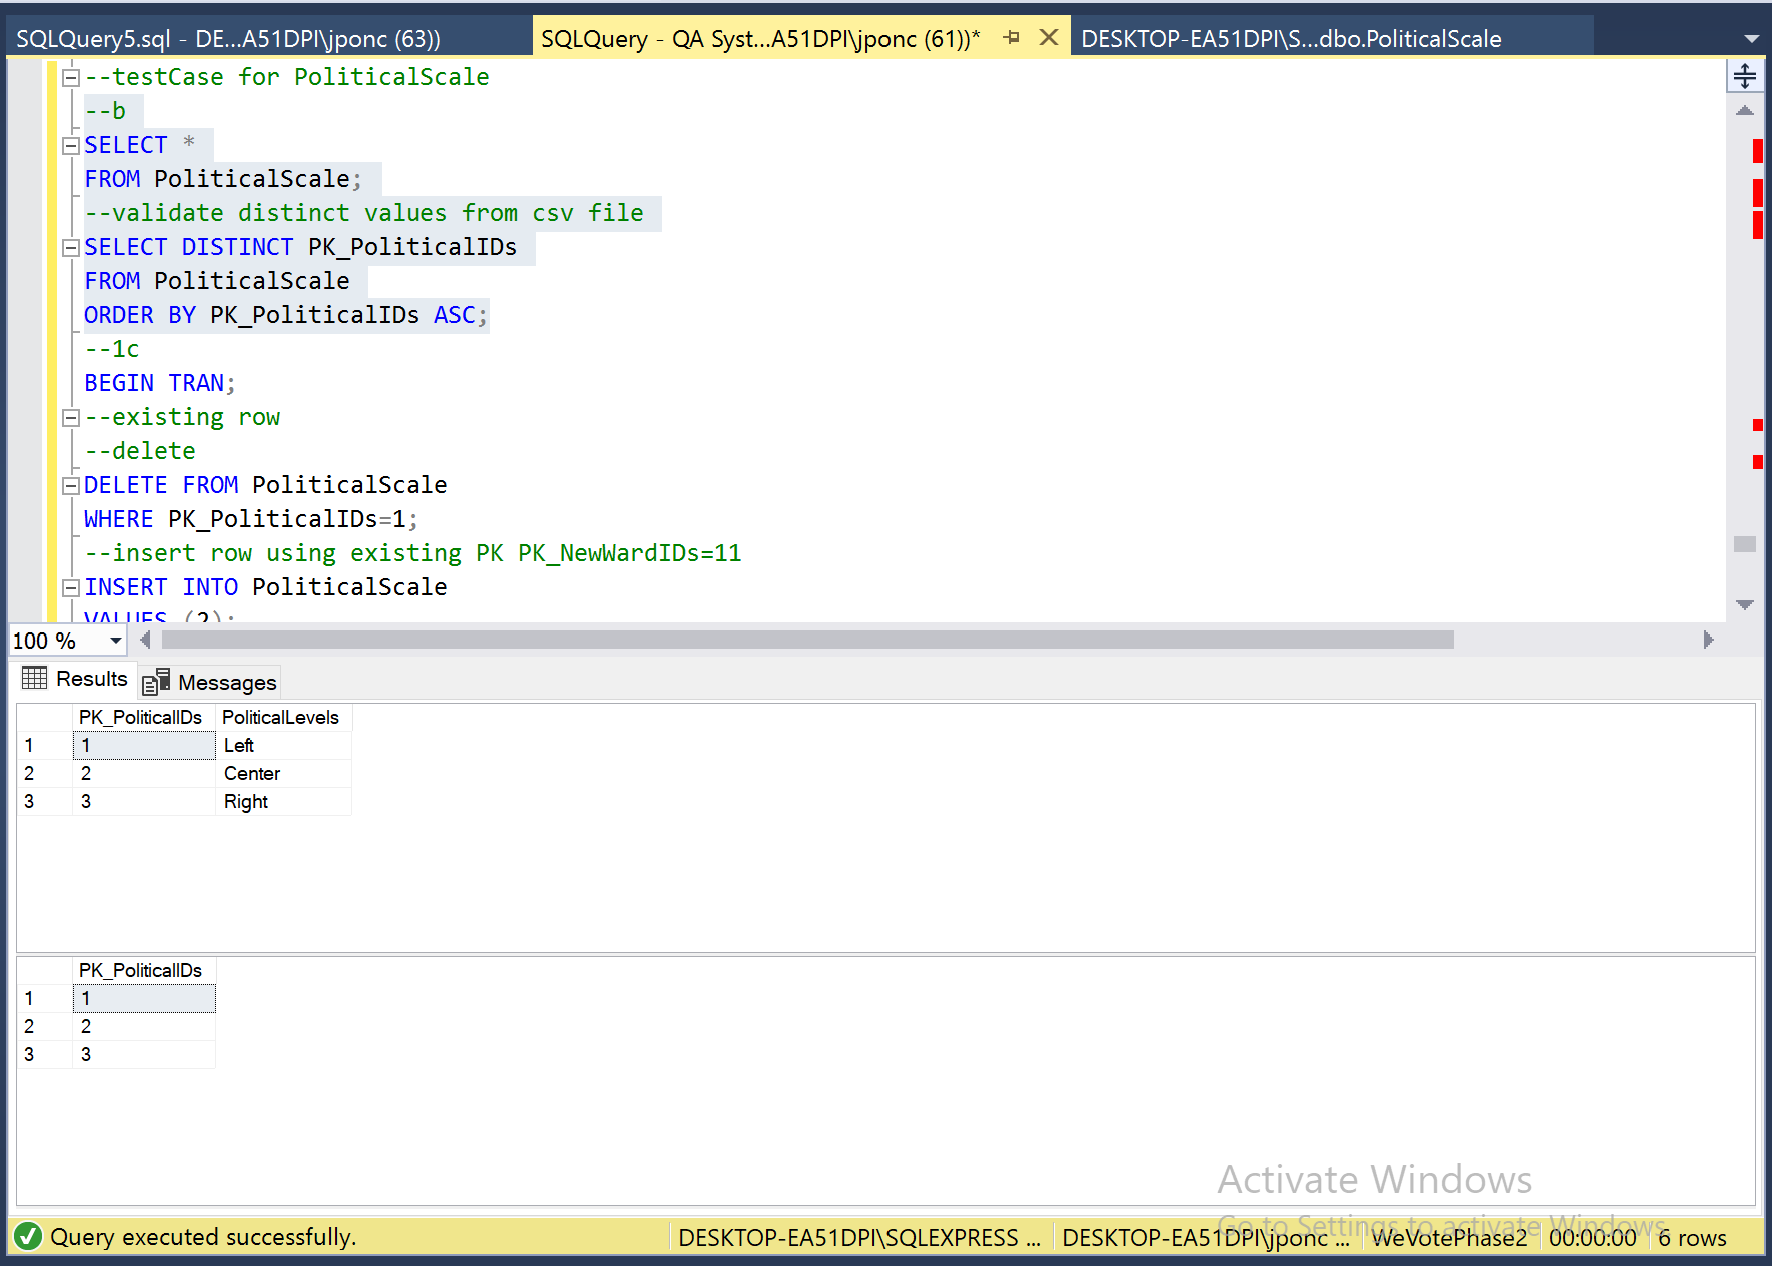 SQLQuery5.sql - DE...A51DPI\jponc (63))
SQLQuery - QA Syst...A51DPI\jponc (61))*
DESKTOP-EA51DPI\S...dbo.PoliticalScale
--testCase for PoliticalScale
--b
SELECT *
FROM PoliticalScale;
--validate distinct values from csv file
SELECT DISTINCT PK_PoliticalIDs
FROM PoliticalScale
ORDER BY PK_PoliticalIDs ASC;
--1c
BEGIN TRAN;
--existing row
--delete
DELETE FROM PoliticalScale
WHERE PK_PoliticalIDs=1;
--insert row using existing PK PK_NewWardIDs=11
INSERT INTO PoliticalScale
VALUES (2);
100 %
Results Messages
PK_PoliticalIDs PoliticalLevels
1 1 Left
2 2 Center
3 3 Right
PK_PoliticalIDs
1 1
2 2
3 3
Activate Windows
Go to Settings to activate Windows.
Query executed successfully.
DESKTOP-EA51DPI\SQLEXPRESS ...
DESKTOP-EA51DPI\jponc ...
WeVotePhase2
00:00:00
6 rows